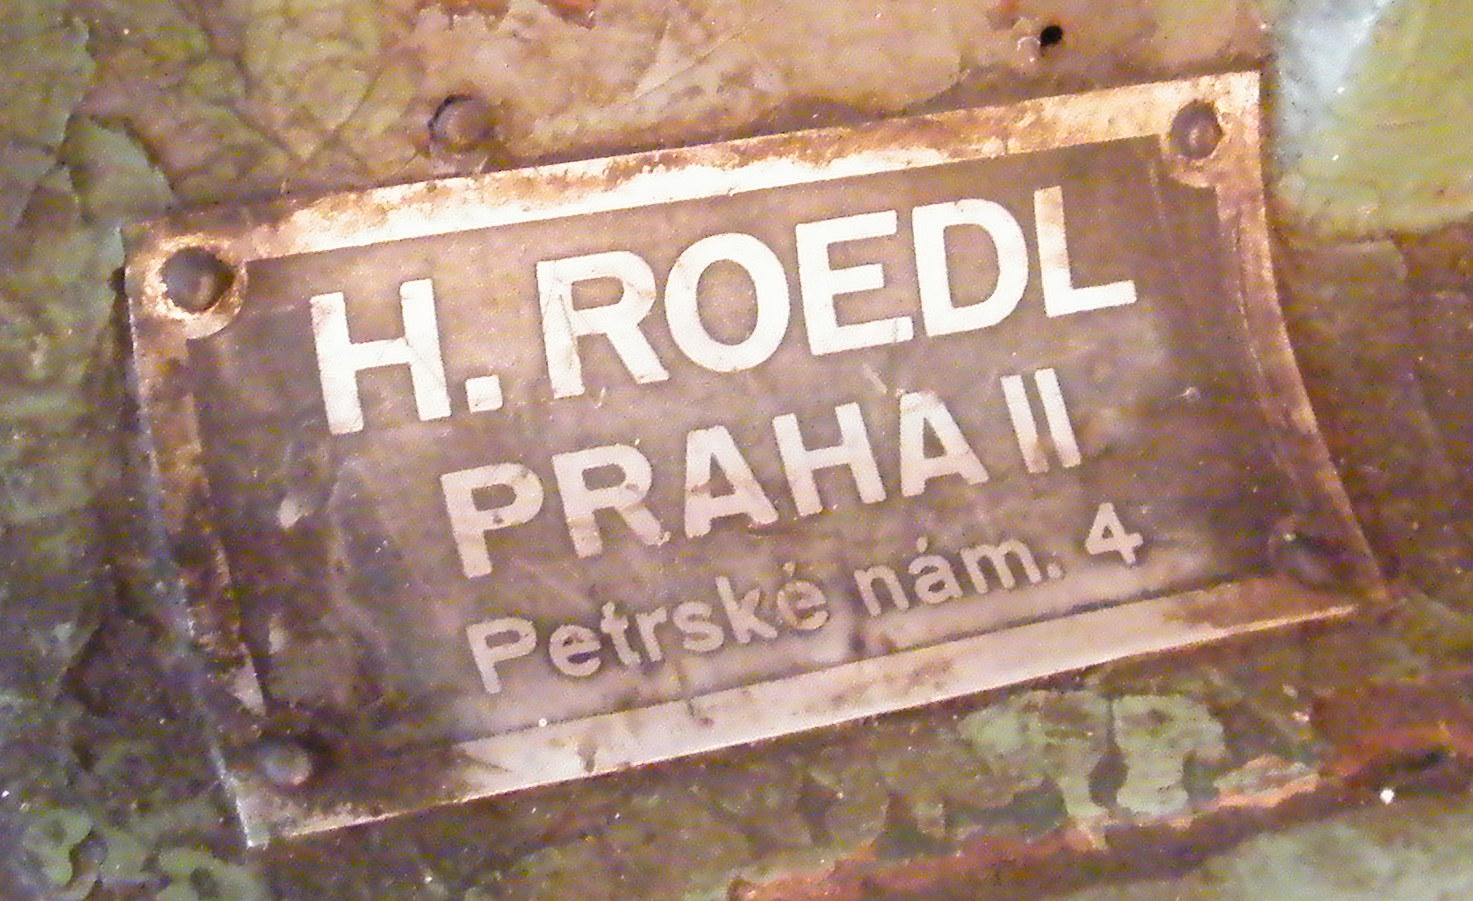 H. ROEDL
PRAHA II
Petrské nám. 4